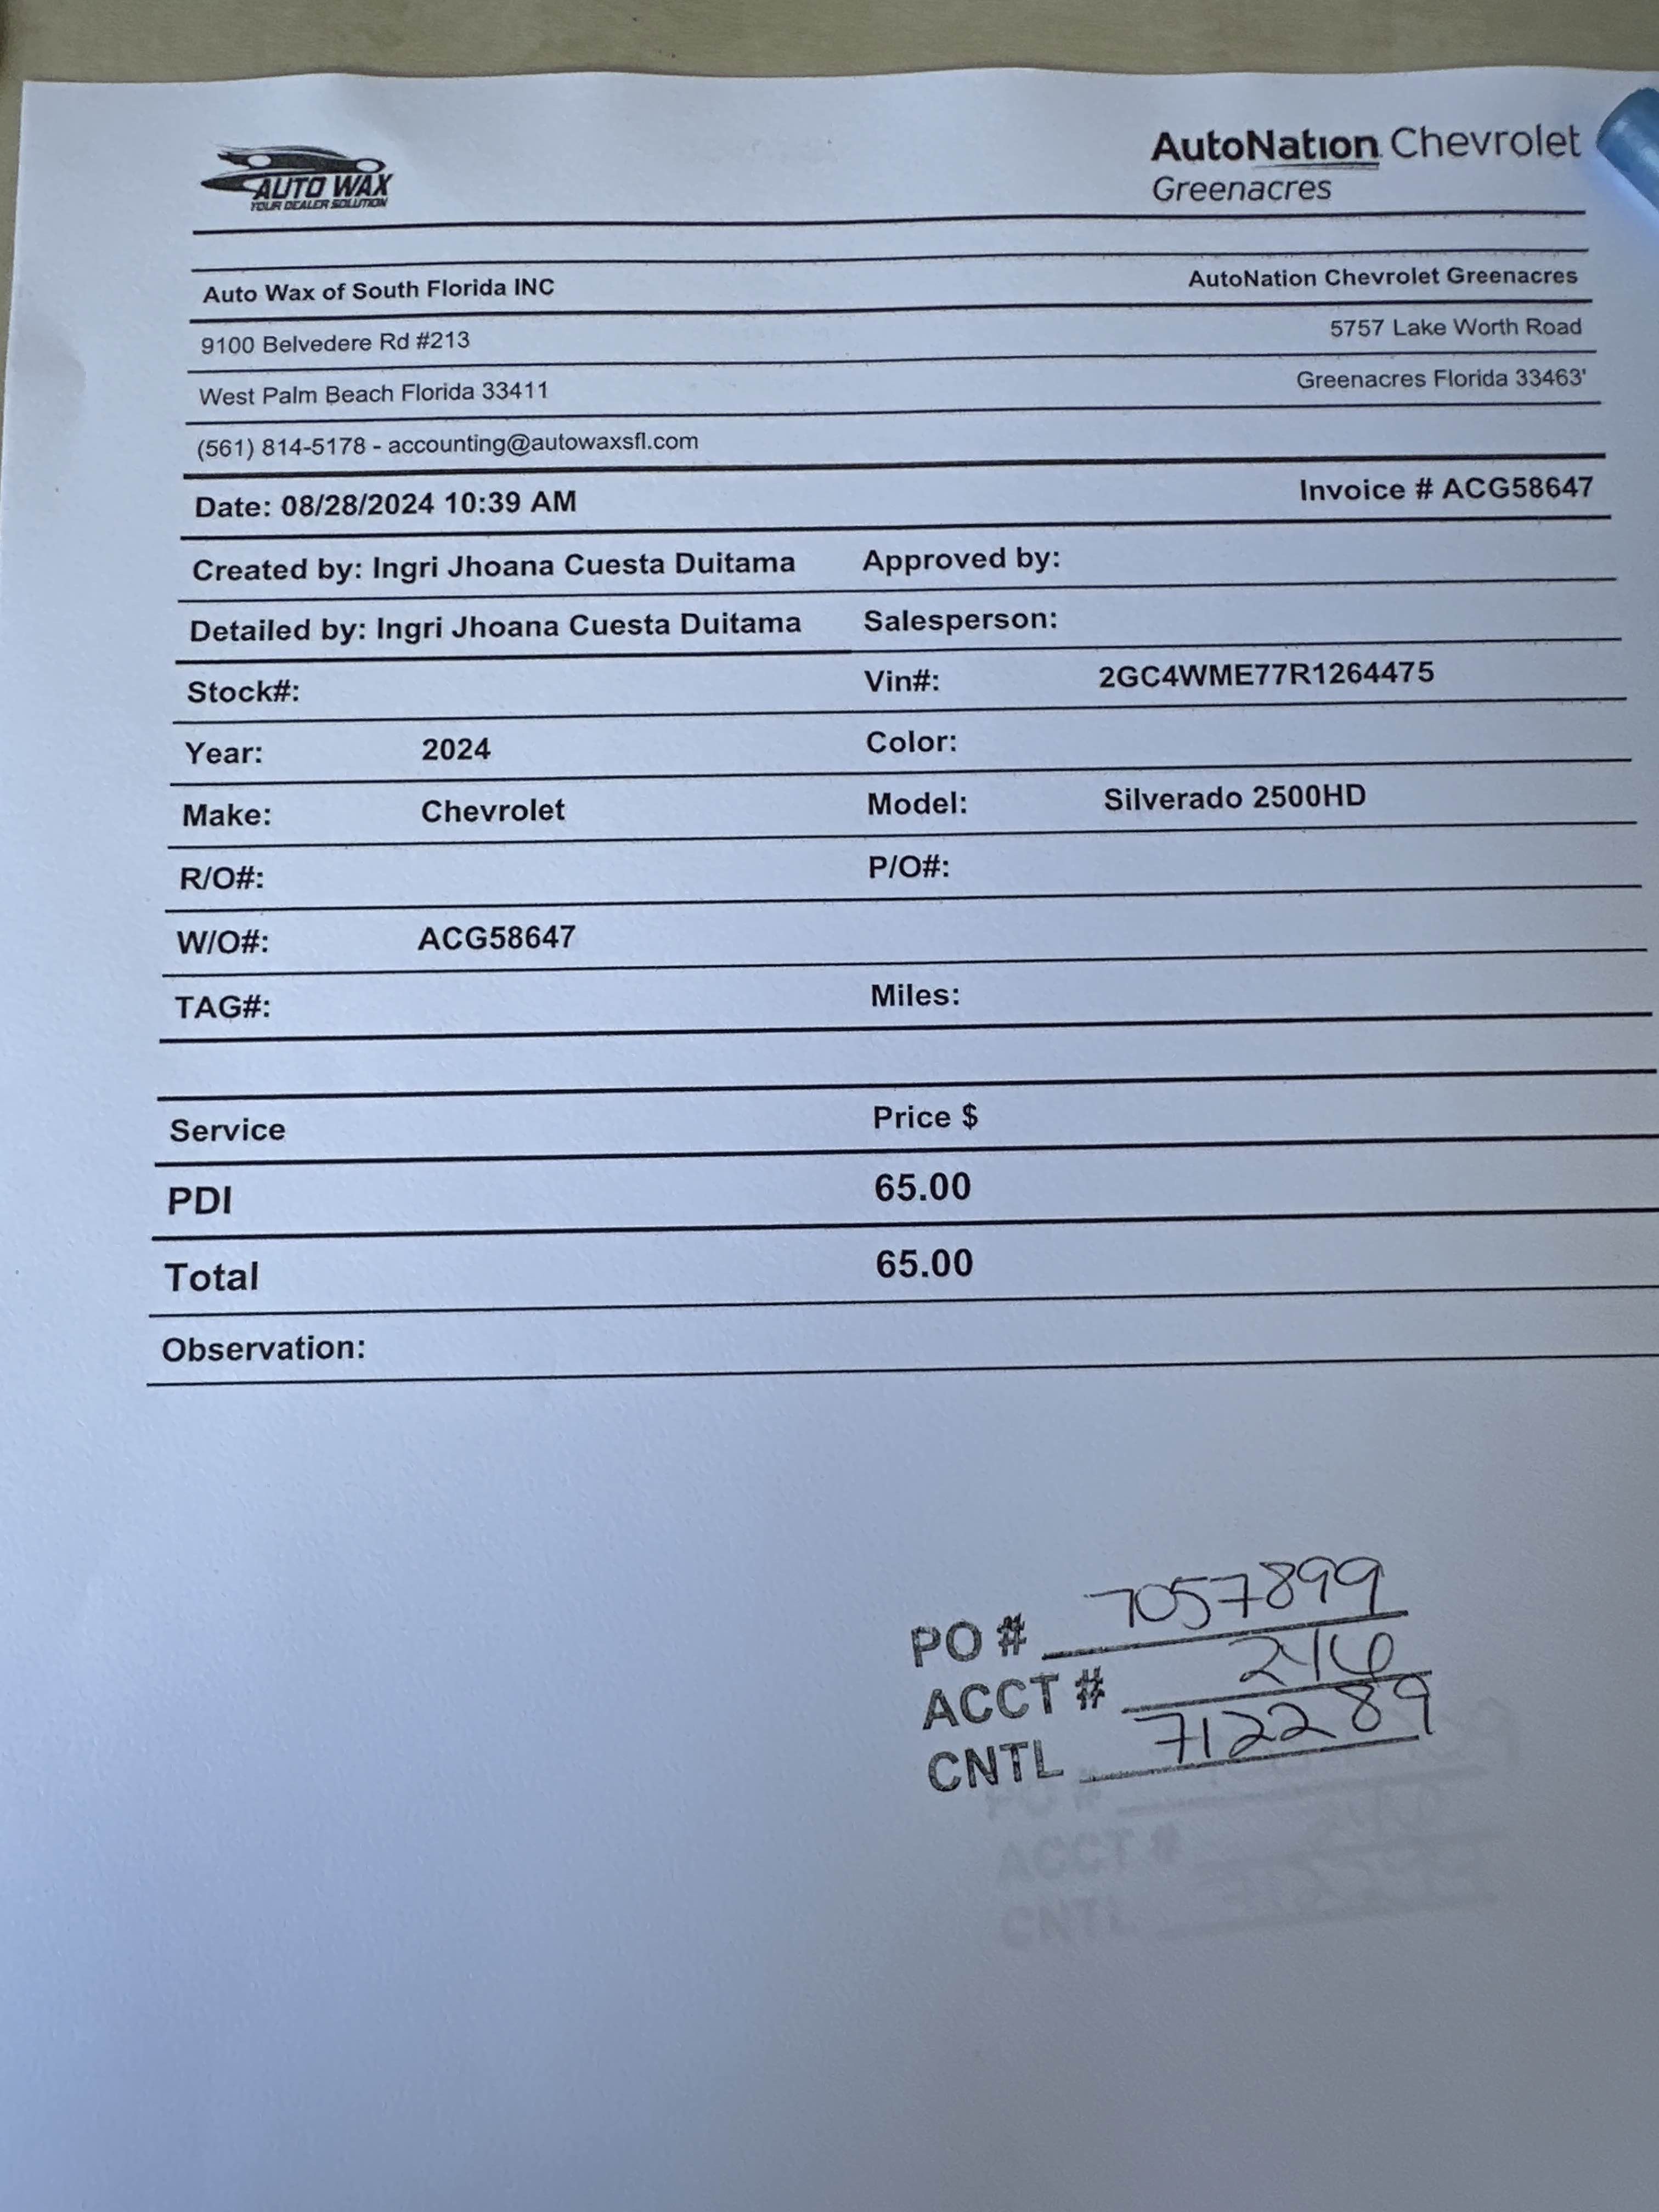 AUTO WAX
YOUR DEALER SOLUTION
AutoNation Chevrolet
Greenacres
Auto Wax of South Florida INC AutoNation Chevrolet Greenacres
9100 Belvedere Rd #213 5757 Lake Worth Road
West Palm Beach Florida 33411 Greenacres Florida 33463'
(561) 814-5178 - accounting@autowaxsfl.com
Date: 08/28/2024 10:39 AM Invoice # ACG58647
Created by: Ingri Jhoana Cuesta Duitama Approved by:
Detailed by: Ingri Jhoana Cuesta Duitama Salesperson:
Stock#: Vin#: 2GC4WME77R1264475
Year: 2024 Color:
Make: Chevrolet Model: Silverado 2500HD
R/O#: P/O#:
W/O#: ACG58647
TAG#: Miles:
Service Price $
PDI 65.00
Total 65.00
Observation:
PO # 7057899
ACCT # 246
CNTL 712289
PO #
ACCT #
CNTL